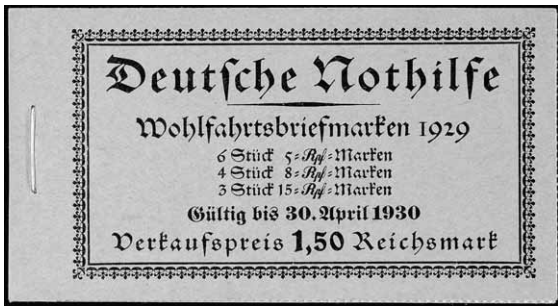 Deutsche Nothilfe
Wohlfahrtsbriefmarken 1929
6 Stück 5=Rpf=Marken
4 Stück 8=Rpf=Marken
3 Stück 15=Rpf=Marken
Gültig bis 30. April 1930
Verkaufspreis 1,50 Reichsmark